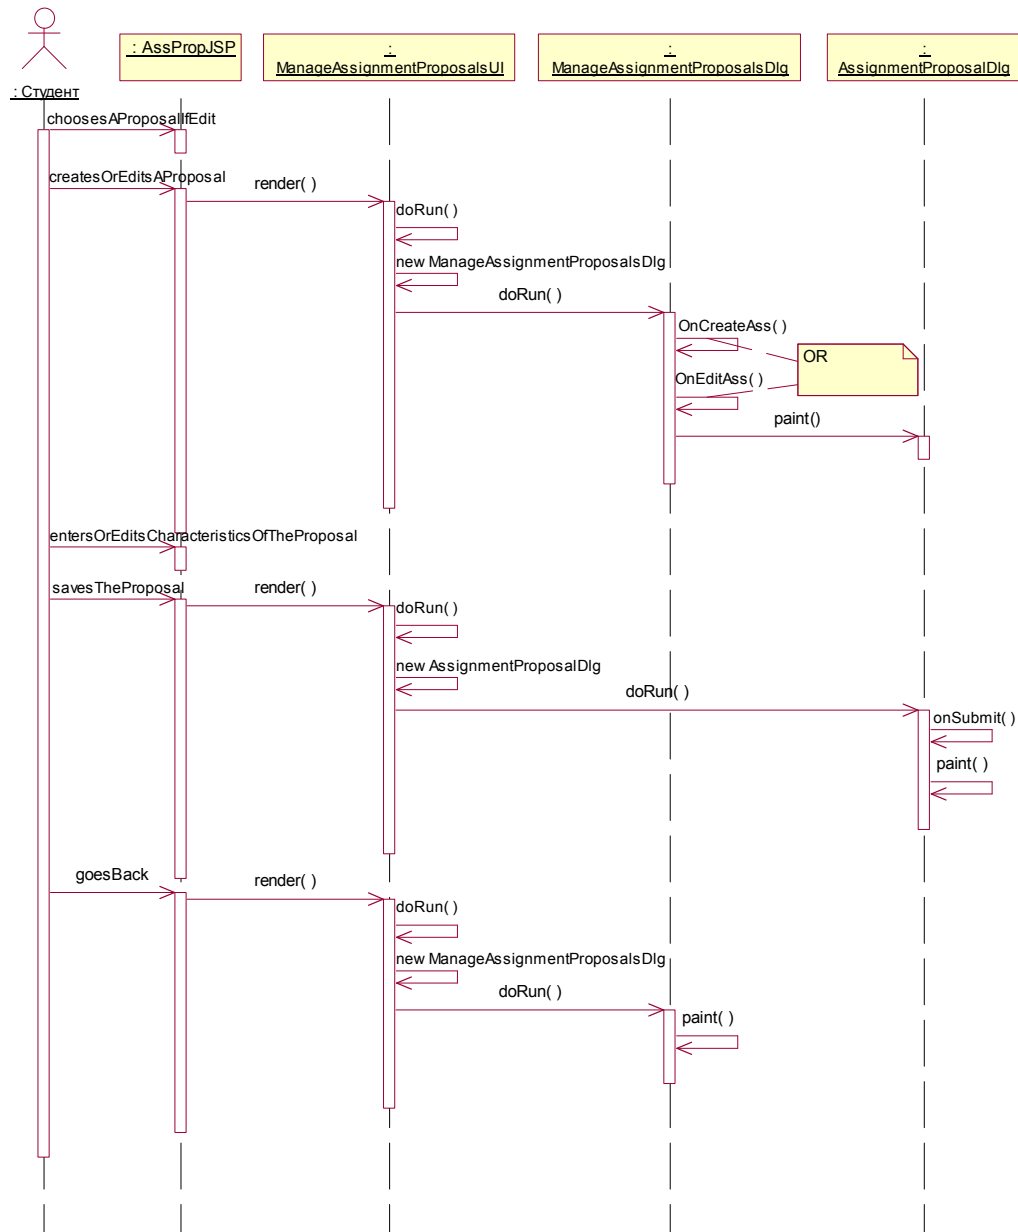 : AssPropJSP
:
ManageAssignmentProposalsUI
:
ManageAssignmentProposalsDlg
:
AssignmentProposalDlg
: Студент
choosesAProposalIfEdit
createsOrEditsAProposal
render( )
doRun( )
new ManageAssignmentProposalsDlg
doRun( )
OnCreateAss( )
OR
OnEditAss( )
paint()
entersOrEditsCharacteristicsOfTheProposal
savesTheProposal
render( )
doRun( )
new AssignmentProposalDlg
doRun( )
onSubmit( )
paint( )
goesBack
render( )
doRun( )
new ManageAssignmentProposalsDlg
doRun( )
paint( )